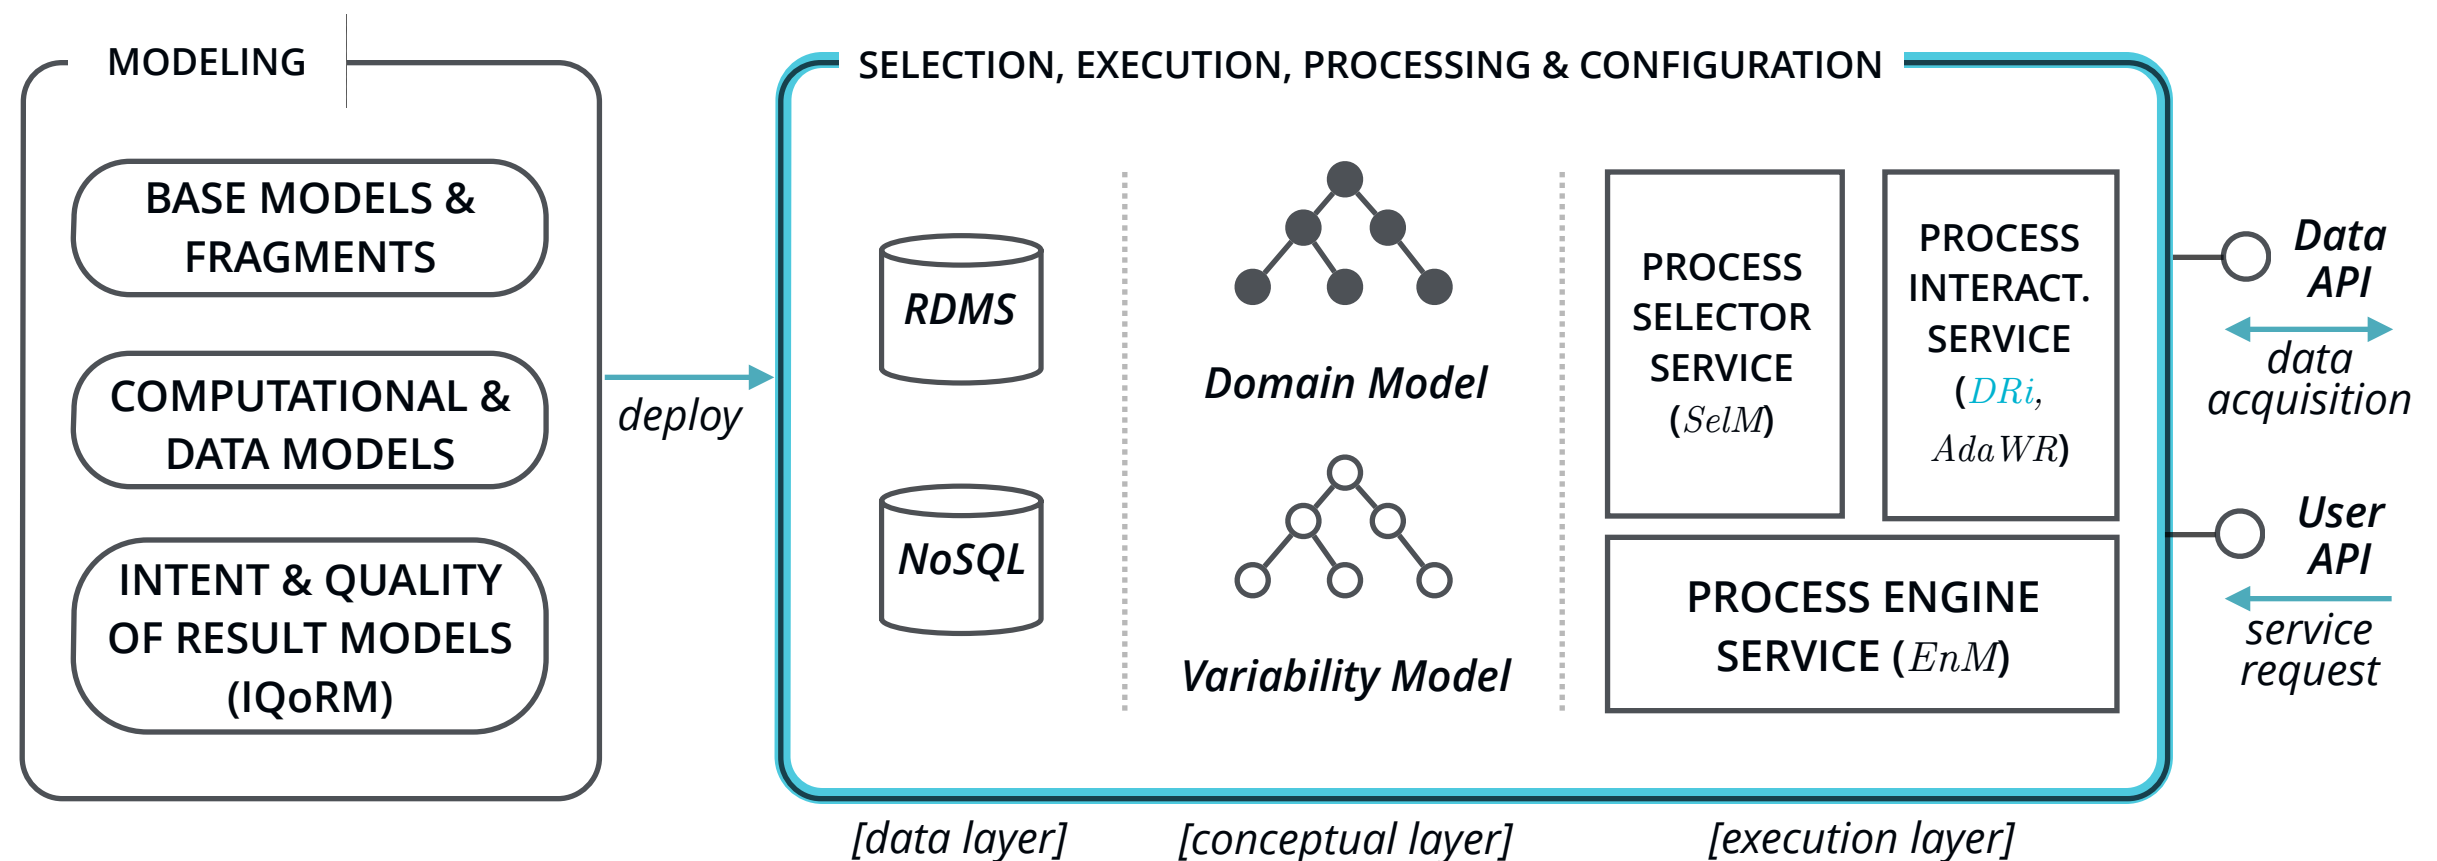 MODELING
BASE MODELS &
FRAGMENTS
COMPUTATIONAL &
DATA MODELS
INTENT & QUALITY
OF RESULT MODELS
(IQoRM)
deploy
SELECTION, EXECUTION, PROCESSING & CONFIGURATION
RDMS
NoSQL
Domain Model
Variability Model
PROCESS
SELECTOR
SERVICE
(SelM)
PROCESS
INTERACT.
SERVICE
(DRi,
AdaWR)
PROCESS ENGINE
SERVICE (EnM)
Data
API
data
acquisition
User
API
service
request
[data layer]
[conceptual layer]
[execution layer]